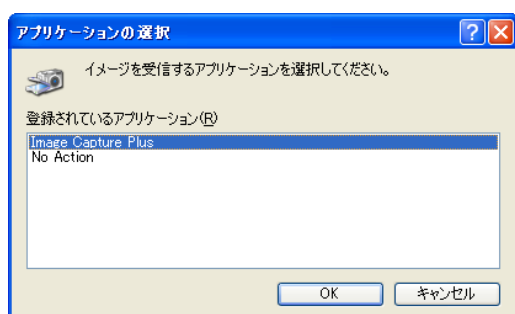 アプリケーションの選択
イメージを受信するアプリケーションを選択してください。
登録されているアプリケーション(R)
Image Capture Plus
No Action
OK
キャンセル